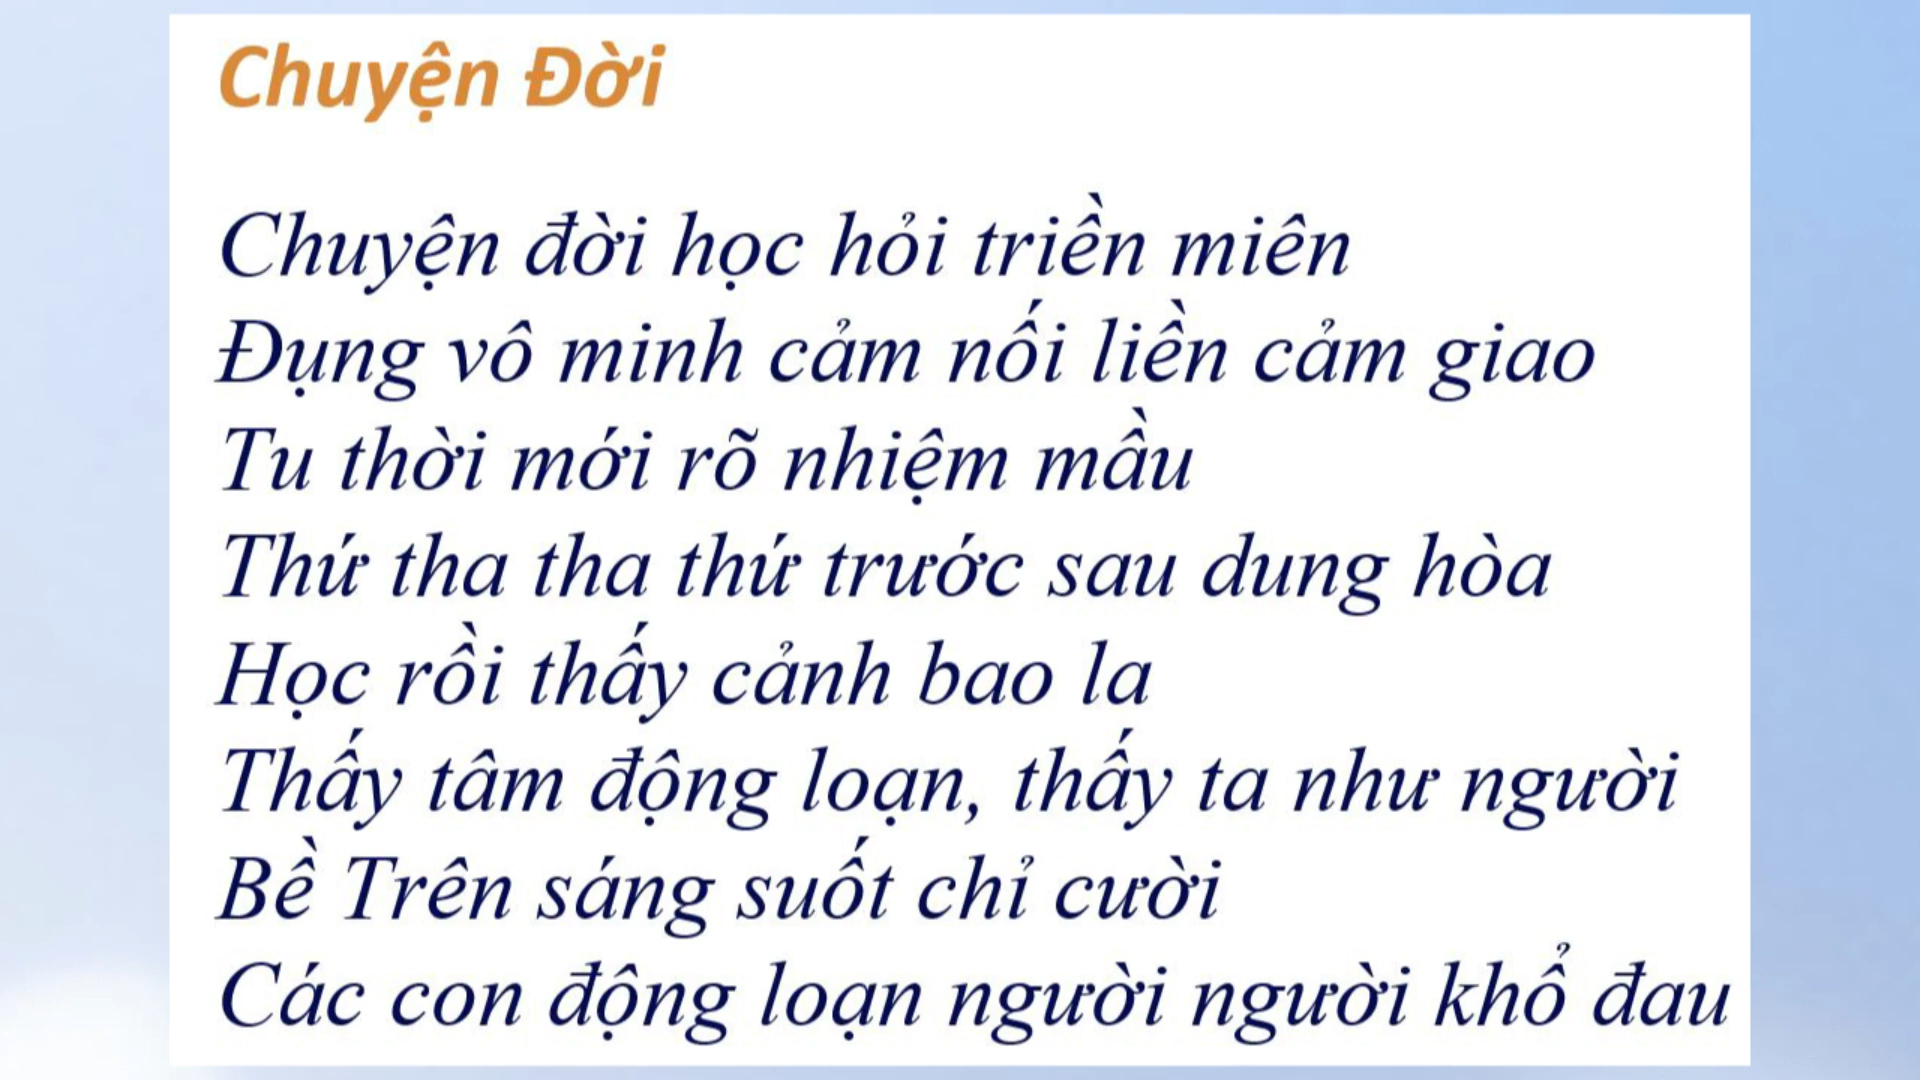 Chuyện Đời
Chuyện đời học hỏi triền miên
Đụng vô minh cảm nối liền cảm giao
Tu thời mới rõ nhiệm mầu
Thứ tha tha thứ trước sau dung hòa
Học rồi thấy cảnh bao la
Thấy tâm động loạn, thấy ta như người
Bề Trên sáng suốt chỉ cười
Các con động loạn người người khổ đau